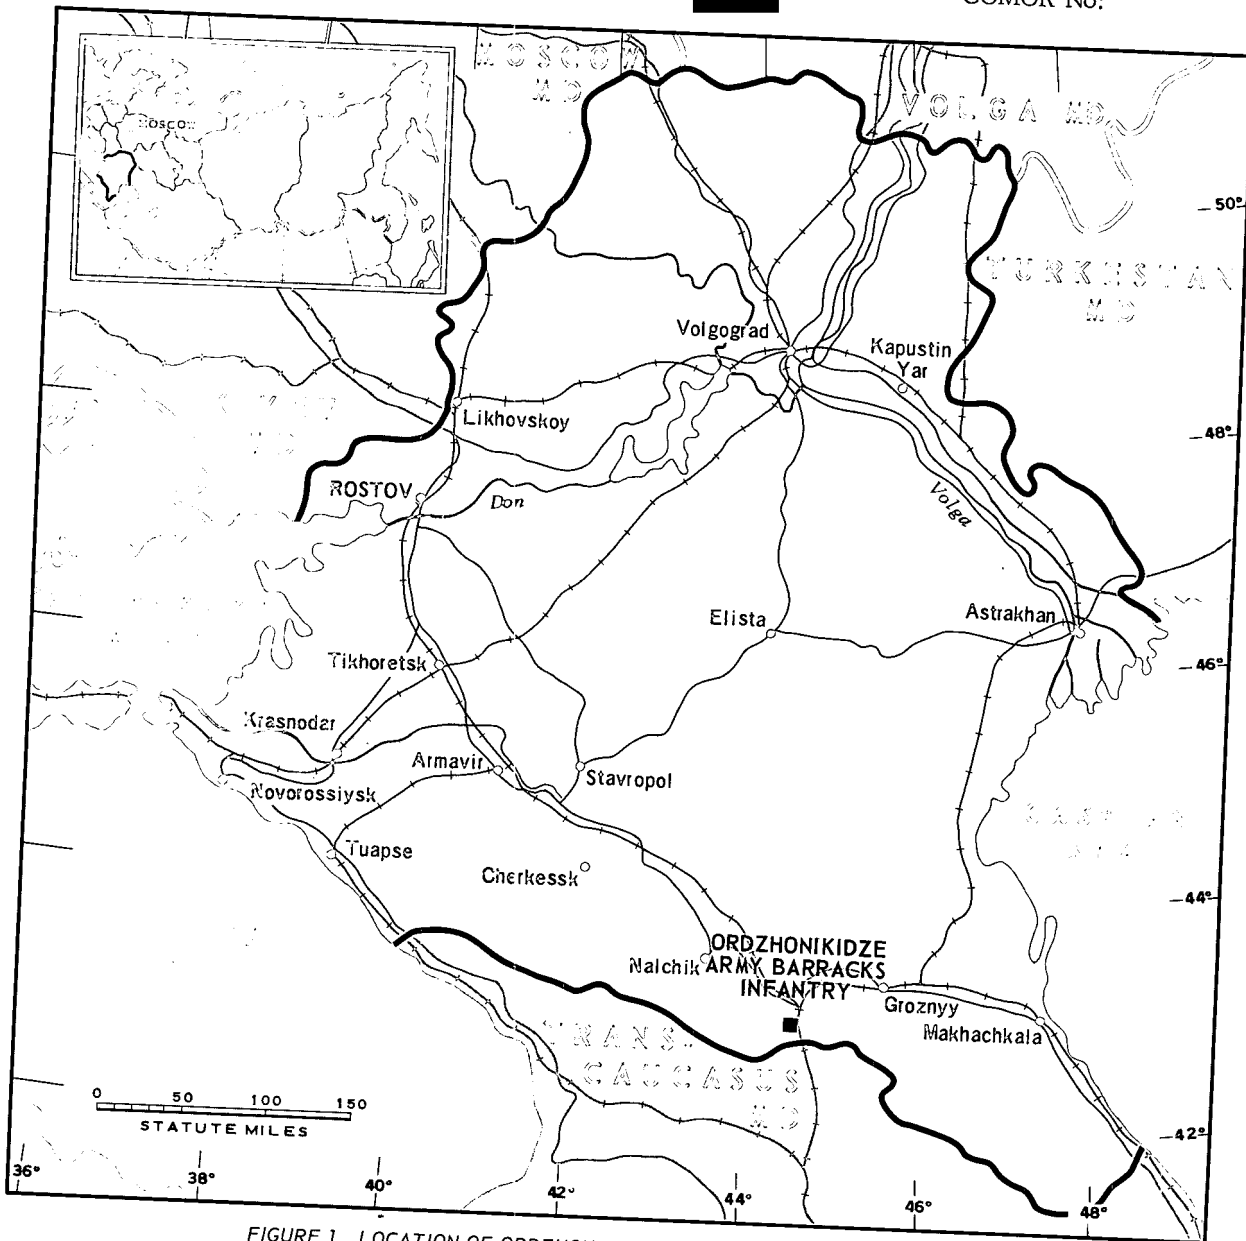 COMOR No:
MOSCOW
MD
VOLGA MD
MOSCOW
50°
TURKESTAN
MD
Volgograd
Kapustin
Yar
Likhovskoy
48°
ROSTOV
Don
Volga
Elista
Astrakhan
Tikhoretsk
46°
Krasnodar
Armavir
Stavropol
Novorossiysk
Tuapse
Cherkessk
44°
ORDZHONIKIDZE
Nalchik ARMY BARRACKS
INFANTRY
Groznyy
Makhachkala
TRANS
CAUCASUS
MD
0 50 100 150
STATUTE MILES
42°
36° 38° 40° 42° 44° 46° 48°
FIGURE 1. LOCATION OF